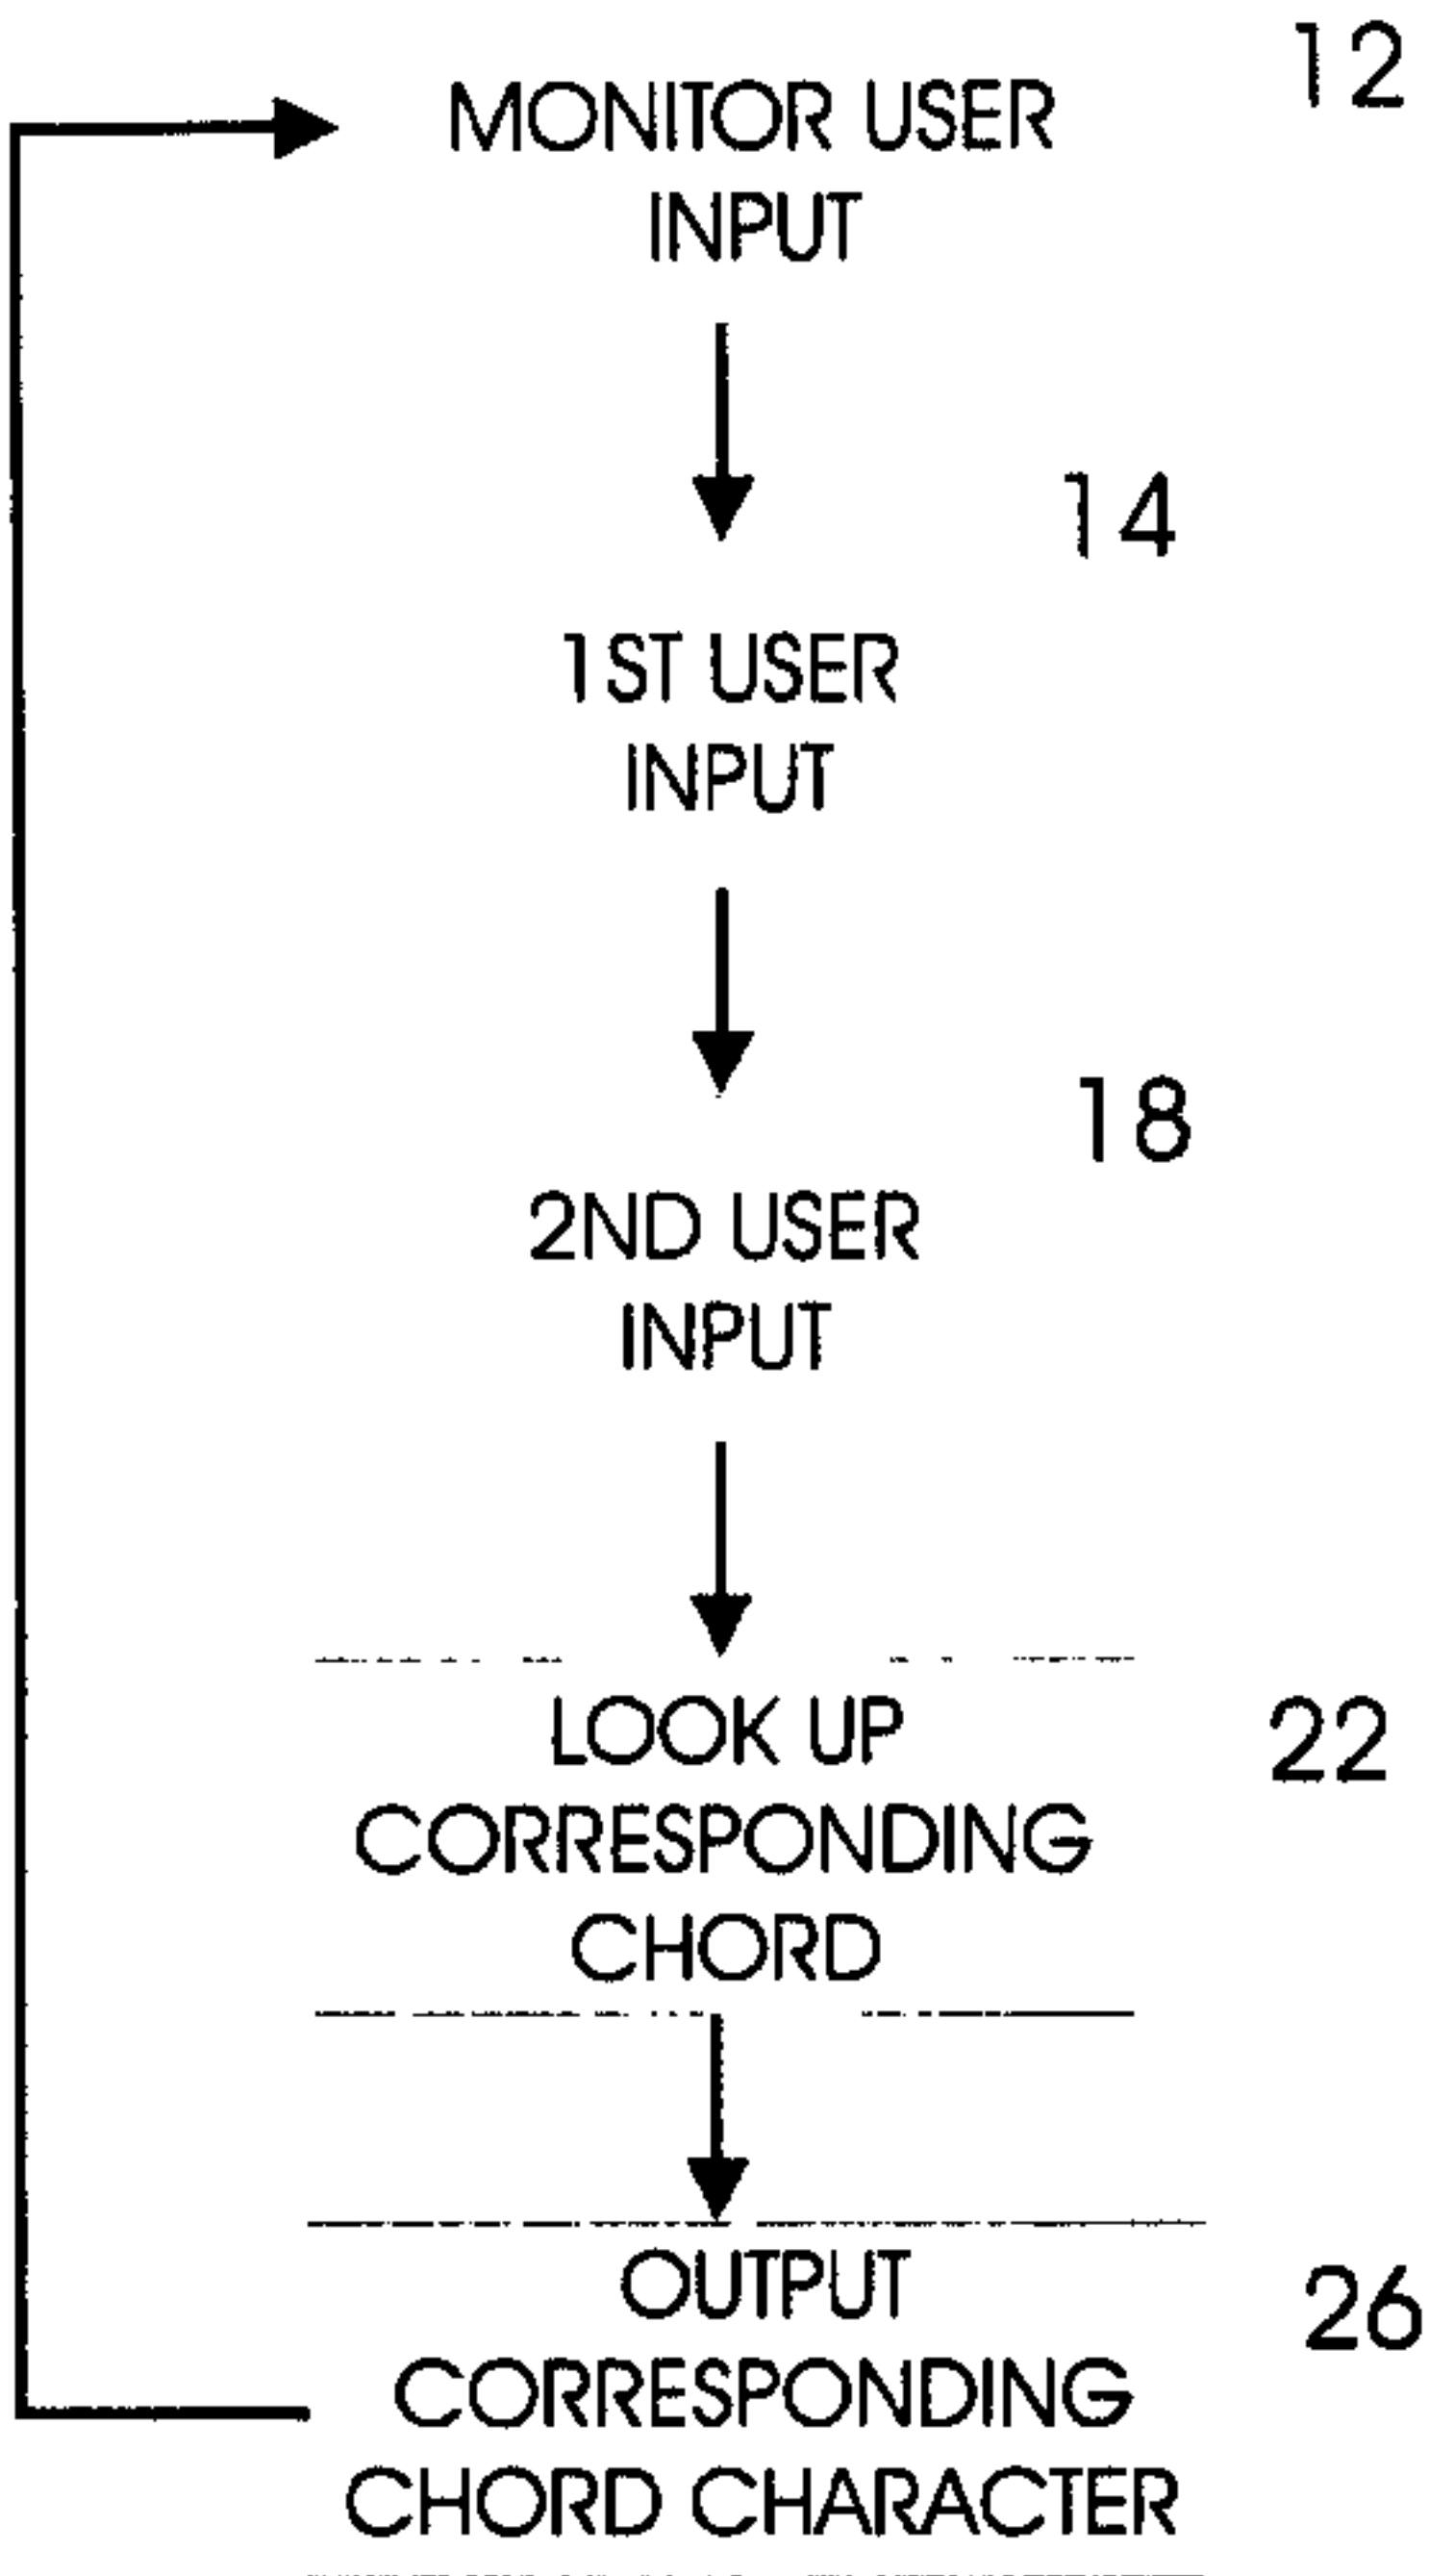 12
MONITOR USER
INPUT
14
1ST USER
INPUT
18
2ND USER
INPUT
LOOK UP
22
CORRESPONDING
CHORD
OUTPUT
26
CORRESPONDING
CHORD CHARACTER